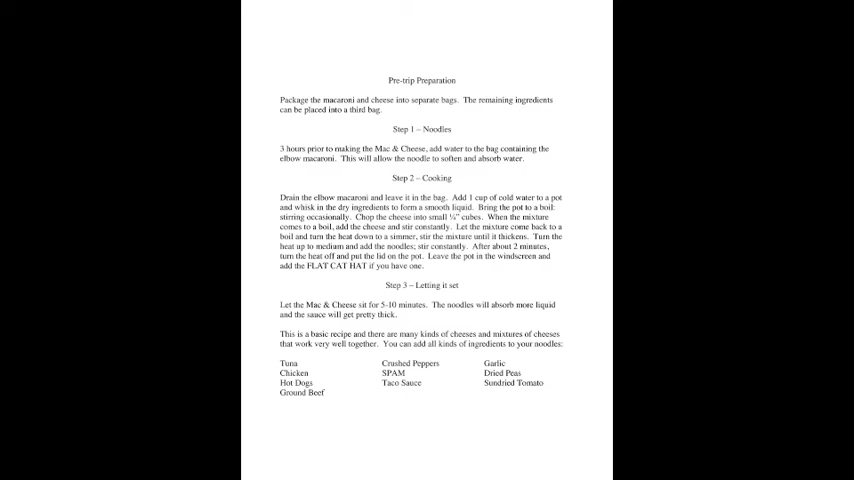 Pre-trip Preparation
Package the macaroni and cheese into separate bags. The remaining ingredients
can be placed into a third bag.
Step 1 – Noodles
3 hours prior to making the Mac & Cheese, add water to the bag containing the
elbow macaroni. This will allow the noodle to soften and absorb water.
Step 2 – Cooking
Drain the elbow macaroni and leave it in the bag. Add 1 cup of cold water to a pot
and whisk in the dry ingredients to form a smooth liquid. Bring the pot to a boil:
stirring occasionally. Chop the cheese into small ¼” cubes. When the mixture
comes to a boil, add the cheese and stir constantly. Let the mixture come back to a
boil and turn the heat down to a simmer, stir the mixture until it thickens. Turn the
heat up to medium and add the noodles; stir constantly. After about 2 minutes,
turn the heat off and put the lid on the pot. Leave the pot in the windscreen and
add the FLAT CAT HAT if you have one.
Step 3 – Letting it set
Let the Mac & Cheese sit for 5-10 minutes. The noodles will absorb more liquid
and the sauce will get pretty thick.
This is a basic recipe and there are many kinds of cheeses and mixtures of cheeses
that work very well together. You can add all kinds of ingredients to your noodles:
Tuna Crushed Peppers Garlic
Chicken SPAM Dried Peas
Hot Dogs Taco Sauce Sundried Tomato
Ground Beef